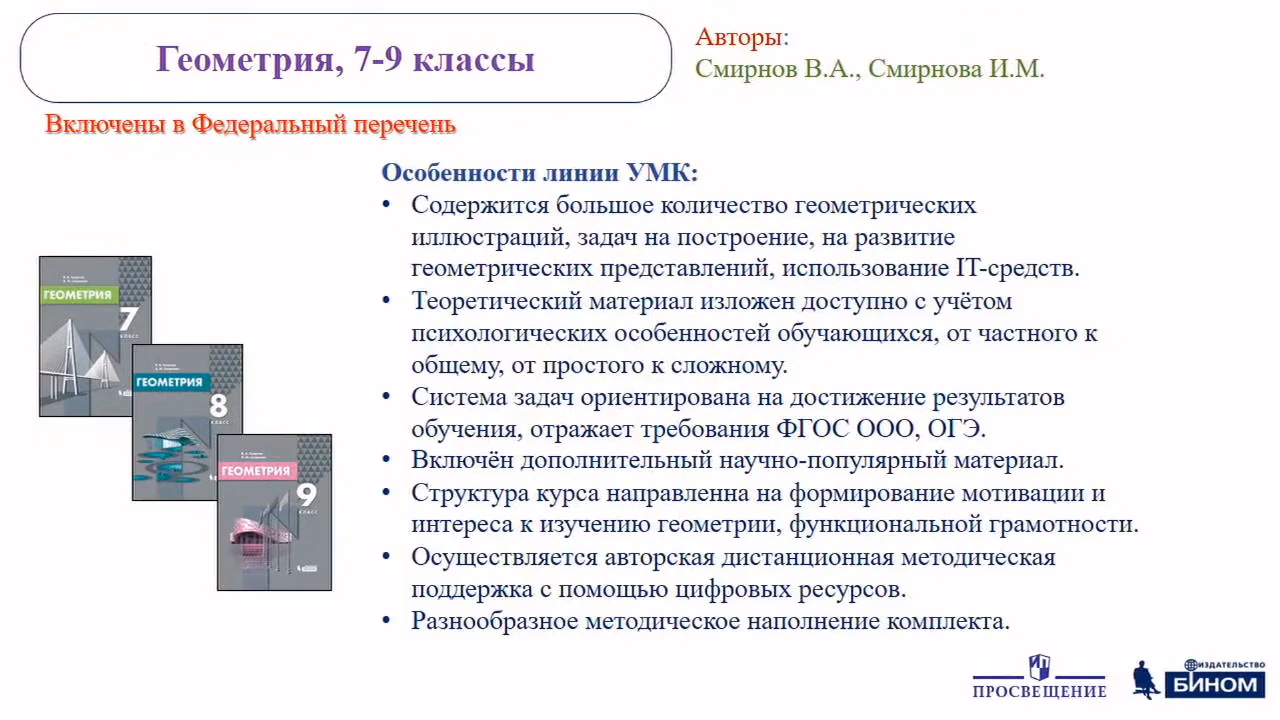 Геометрия, 7-9 классы
Авторы:
Смирнов В.А., Смирнова И.М.
Включены в Федеральный перечень
Особенности линии УМК:
• Содержится большое количество геометрических
иллюстраций, задач на построение, на развитие
геометрических представлений, использование IT-средств.
• Теоретический материал изложен доступно с учётом
психологических особенностей обучающихся, от частного к
общему, от простого к сложному.
• Система задач ориентирована на достижение результатов
обучения, отражает требования ФГОС ООО, ОГЭ.
• Включён дополнительный научно-популярный материал.
• Структура курса направленна на формирование мотивации и
интереса к изучению геометрии, функциональной грамотности.
• Осуществляется авторская дистанционная методическая
поддержка с помощью цифровых ресурсов.
• Разнообразное методическое наполнение комплекта.
ГЕОМЕТРИЯ
7
КЛАСС
ГЕОМЕТРИЯ
8
КЛАСС
ГЕОМЕТРИЯ
9
КЛАСС
ПРОСВЕЩЕНИЕ
ИЗДАТЕЛЬСТВО
БИНОМ